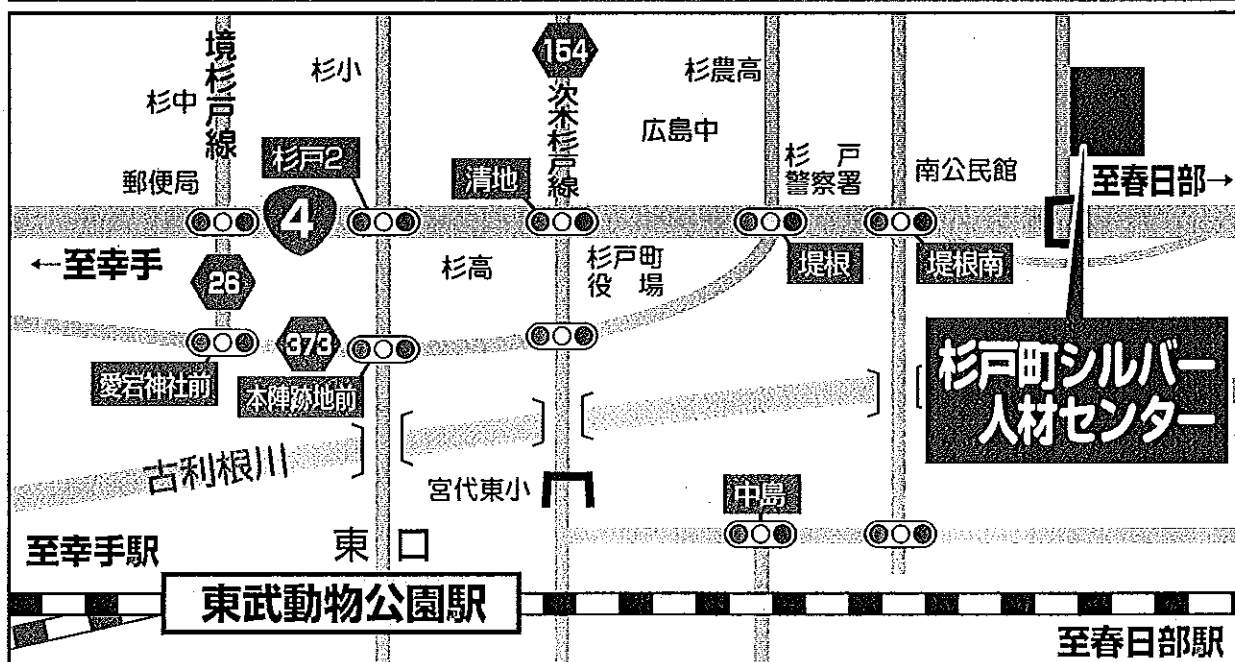 境杉戸線
杉中
杉小
154
次木杉戸線
杉農高
広島中
郵便局
杉戸2
清地
杉戸
警察署
南公民館
至春日部→
4
←至幸手
26
杉高
杉戸町
役場
堤根
堤根南
373
愛宕神社前
本陣跡地前
杉戸町シルバー
人材センター
古利根川
宮代東小
中島
至幸手駅
東口
東武動物公園駅
至春日部駅